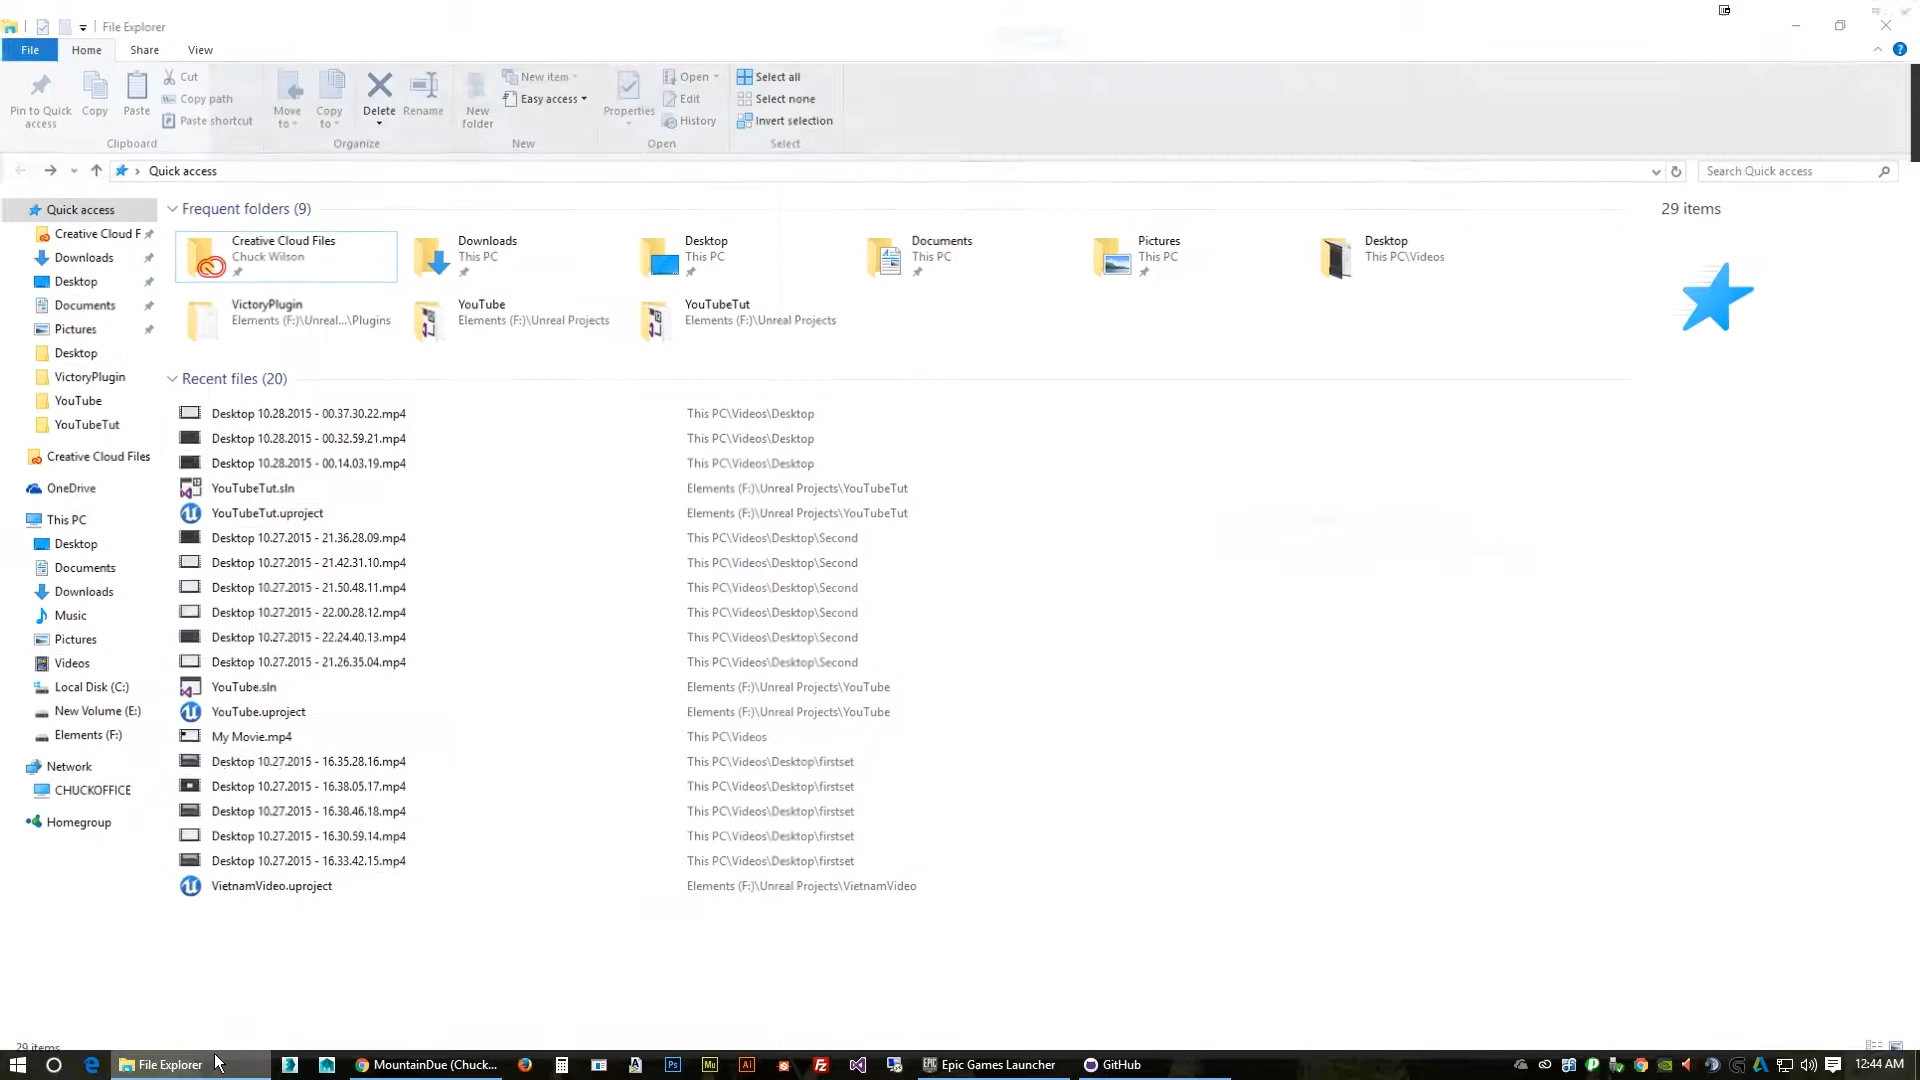 File Explorer
File Home Share View
Pin to Quick access
Copy
Paste
Cut
Copy path
Paste shortcut
Clipboard
Move to
Copy to
Delete
Rename
Organize
New folder
New item
Easy access
New
Properties
Open
Edit
History
Open
Select all
Select none
Invert selection
Select
Quick access
Search Quick access
Quick access
Creative Cloud F
Downloads
Desktop
Documents
Pictures
Desktop
VictoryPlugin
YouTube
YouTubeTut
Creative Cloud Files
OneDrive
This PC
Desktop
Documents
Downloads
Music
Pictures
Videos
Local Disk (C:)
New Volume (E:)
Elements (F:)
Network
CHUCKOFFICE
Homegroup
Frequent folders (9)
Creative Cloud Files
Chuck Wilson
Downloads
This PC
Desktop
This PC
Documents
This PC
Pictures
This PC
Desktop
This PC\Videos
VictoryPlugin
Elements (F:)\Unreal...\Plugins
YouTube
Elements (F:)\Unreal Projects
YouTubeTut
Elements (F:)\Unreal Projects
Recent files (20)
Desktop 10.28.2015 - 00.37.30.22.mp4 This PC\Videos\Desktop
Desktop 10.28.2015 - 00.32.59.21.mp4 This PC\Videos\Desktop
Desktop 10.28.2015 - 00.14.03.19.mp4 This PC\Videos\Desktop
YouTubeTut.sln Elements (F:)\Unreal Projects\YouTubeTut
YouTubeTut.uproject Elements (F:)\Unreal Projects\YouTubeTut
Desktop 10.27.2015 - 21.36.28.09.mp4 This PC\Videos\Desktop\Second
Desktop 10.27.2015 - 21.42.31.10.mp4 This PC\Videos\Desktop\Second
Desktop 10.27.2015 - 21.50.48.11.mp4 This PC\Videos\Desktop\Second
Desktop 10.27.2015 - 22.00.28.12.mp4 This PC\Videos\Desktop\Second
Desktop 10.27.2015 - 22.24.40.13.mp4 This PC\Videos\Desktop\Second
Desktop 10.27.2015 - 21.26.35.04.mp4 This PC\Videos\Desktop\Second
YouTube.sln Elements (F:)\Unreal Projects\YouTube
YouTube.uproject Elements (F:)\Unreal Projects\YouTube
My Movie.mp4 This PC\Videos
Desktop 10.27.2015 - 16.35.28.16.mp4 This PC\Videos\Desktop\firstset
Desktop 10.27.2015 - 16.38.05.17.mp4 This PC\Videos\Desktop\firstset
Desktop 10.27.2015 - 16.38.46.18.mp4 This PC\Videos\Desktop\firstset
Desktop 10.27.2015 - 16.30.59.14.mp4 This PC\Videos\Desktop\firstset
Desktop 10.27.2015 - 16.33.42.15.mp4 This PC\Videos\Desktop\firstset
VietnamVideo.uproject Elements (F:)\Unreal Projects\VietnamVideo
29 items
29 items
File Explorer
MountainDue (Chuck...
Ps
Mu
Ai
Fz
EPIC GAMES
Epic Games Launcher
GitHub
12:44 AM